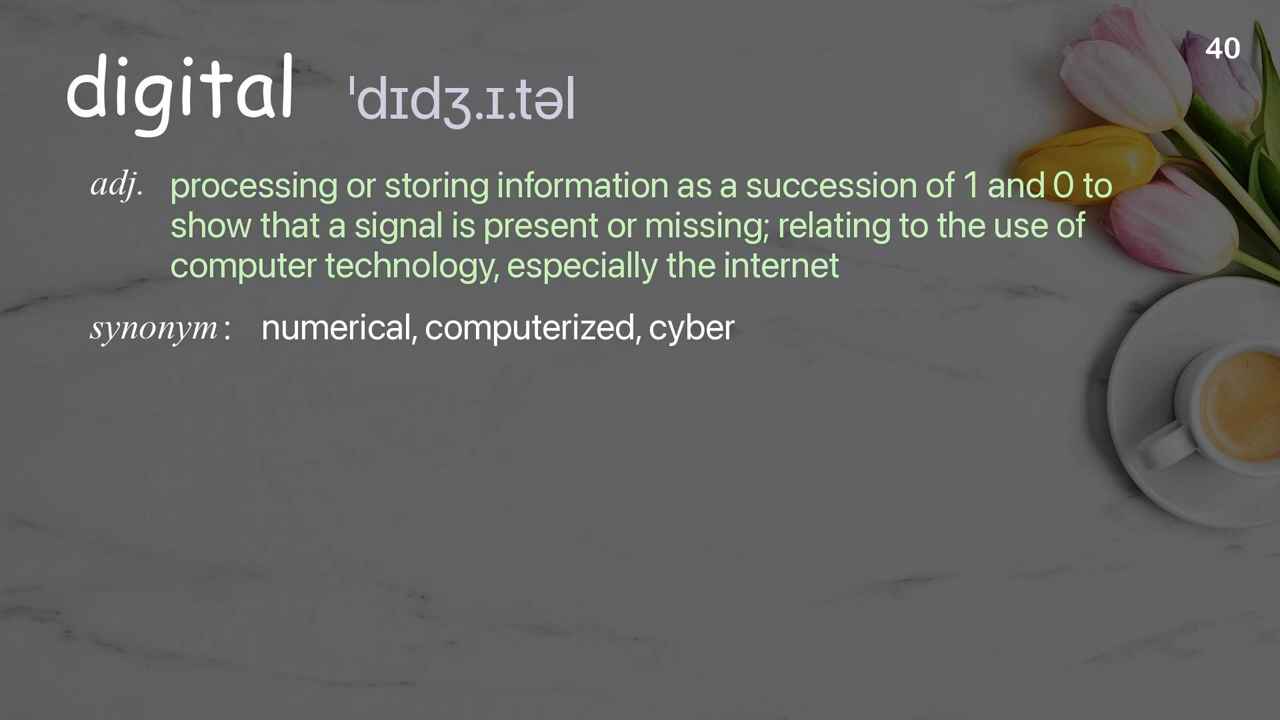 40
digital ˈdɪdʒ.ɪ.təl
adj. processing or storing information as a succession of 1 and 0 to
show that a signal is present or missing; relating to the use of
computer technology, especially the internet
synonym: numerical, computerized, cyber